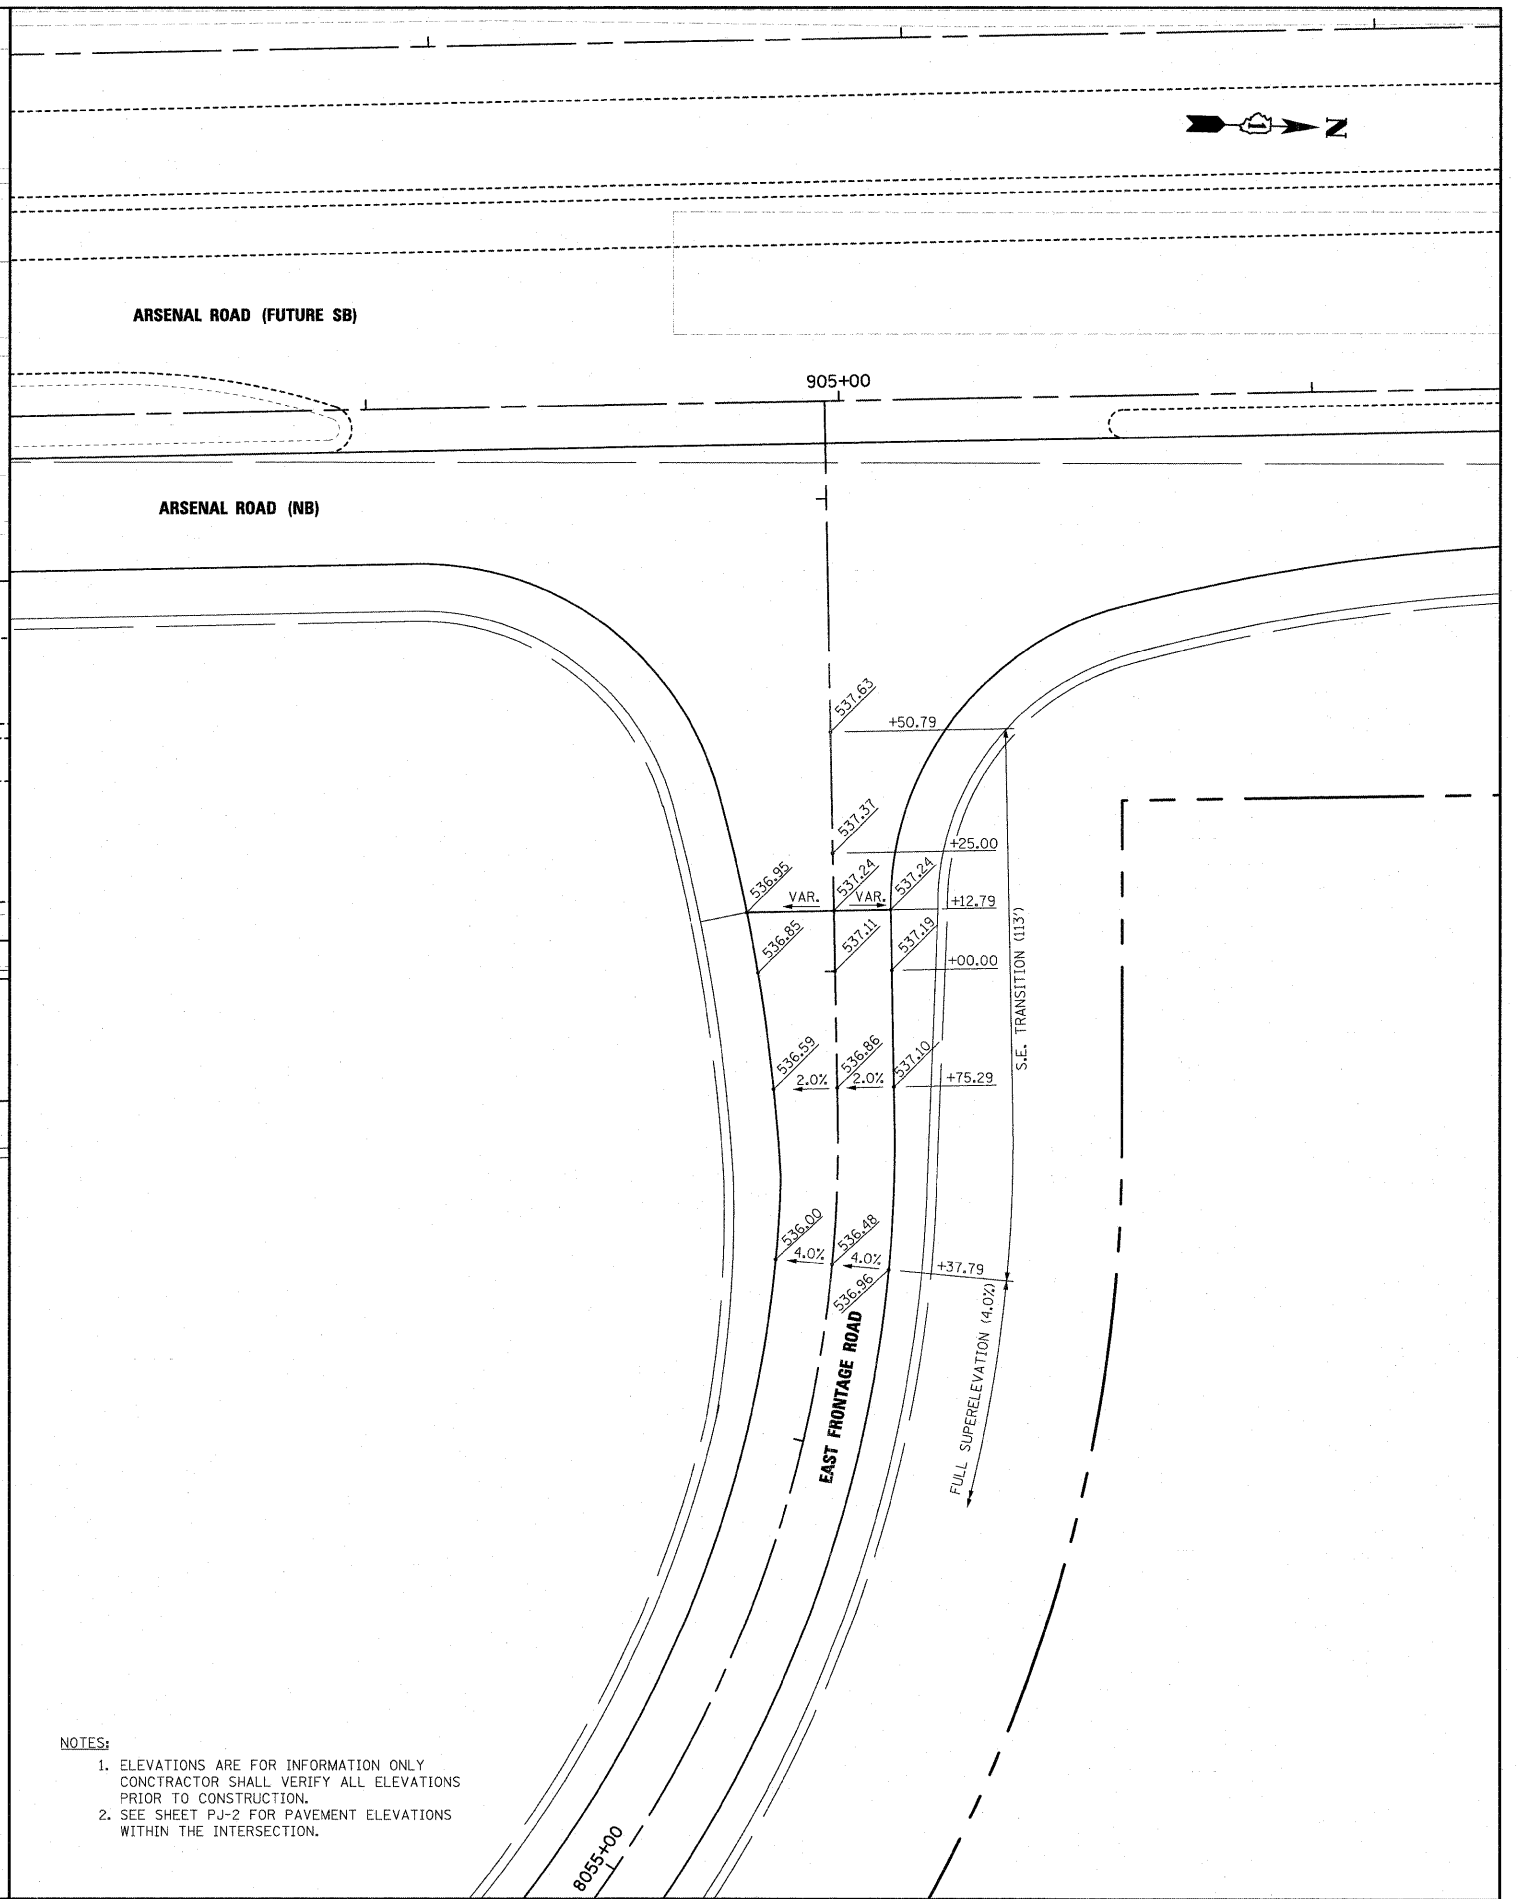 N
ARSENAL ROAD (FUTURE SB)
905+00
ARSENAL ROAD (NB)
537.63
+50.79
537.37
+25.00
536.95
VAR.
537.24
VAR.
537.24
+12.79
536.85
537.11
537.19
+00.00
S.E. TRANSITION (113')
536.59
2.0%
536.86
2.0%
537.10
+75.29
536.00
4.0%
536.48
4.0%
536.96
+37.79
EAST FRONTAGE ROAD
FULL SUPERELEVATION (4.0%)
NOTES:
1. ELEVATIONS ARE FOR INFORMATION ONLY
CONCTRACTOR SHALL VERIFY ALL ELEVATIONS
PRIOR TO CONSTRUCTION.
2. SEE SHEET PJ-2 FOR PAVEMENT ELEVATIONS
WITHIN THE INTERSECTION.
8055+00